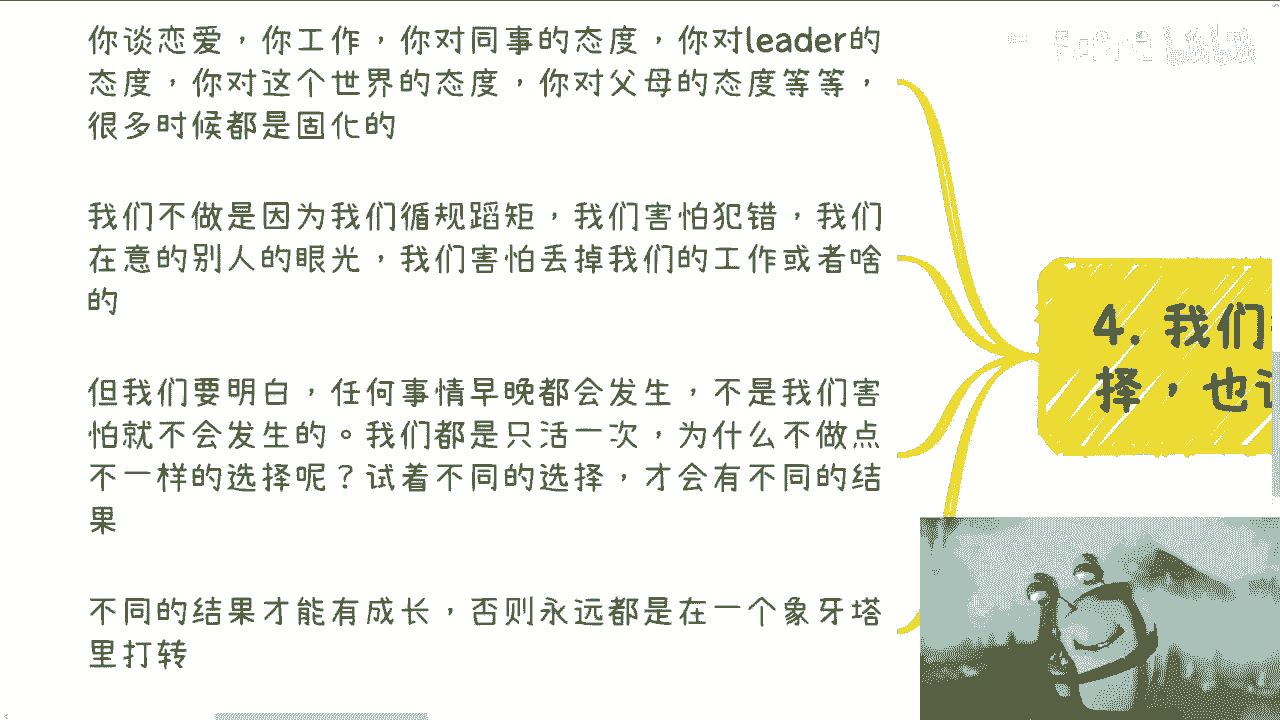 你谈恋爱，你工作，你对同事的态度，你对leader的
态度，你对这个世界的态度，你对父母的态度等等，
很多时候都是固化的
我们不做是因为我们循规蹈矩，我们害怕犯错，我们
在意的别人的眼光，我们害怕丢掉我们的工作或者啥
的
但我们要明白，任何事情早晚都会发生，不是我们害
怕就不会发生的。我们都是只活一次，为什么不做点
不一样的选择呢？试着不同的选择，才会有不同的结
果
不同的结果才能有成长，否则永远都是在一个象牙塔
里打转
4. 我们
择，也